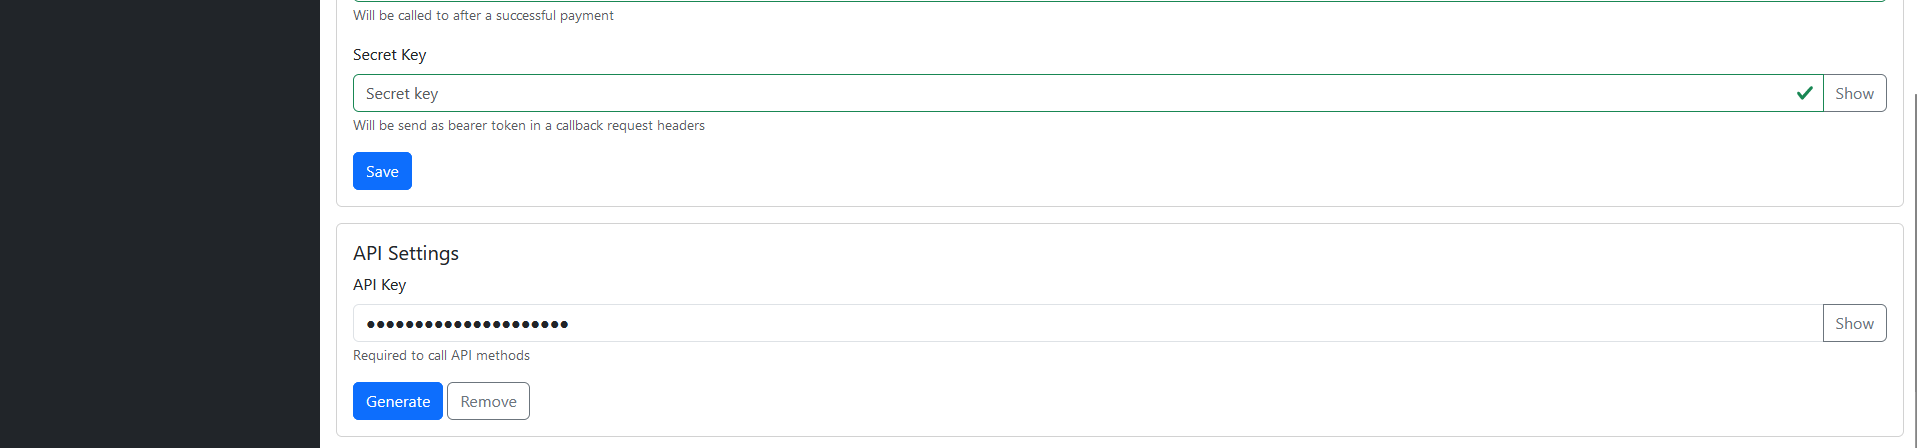 Will be called to after a successful payment
Secret Key
Secret key
Show
Will be send as bearer token in a callback request headers
Save
API Settings
API Key
●●●●●●●●●●●●●●●●●●●●●
Show
Required to call API methods
Generate Remove